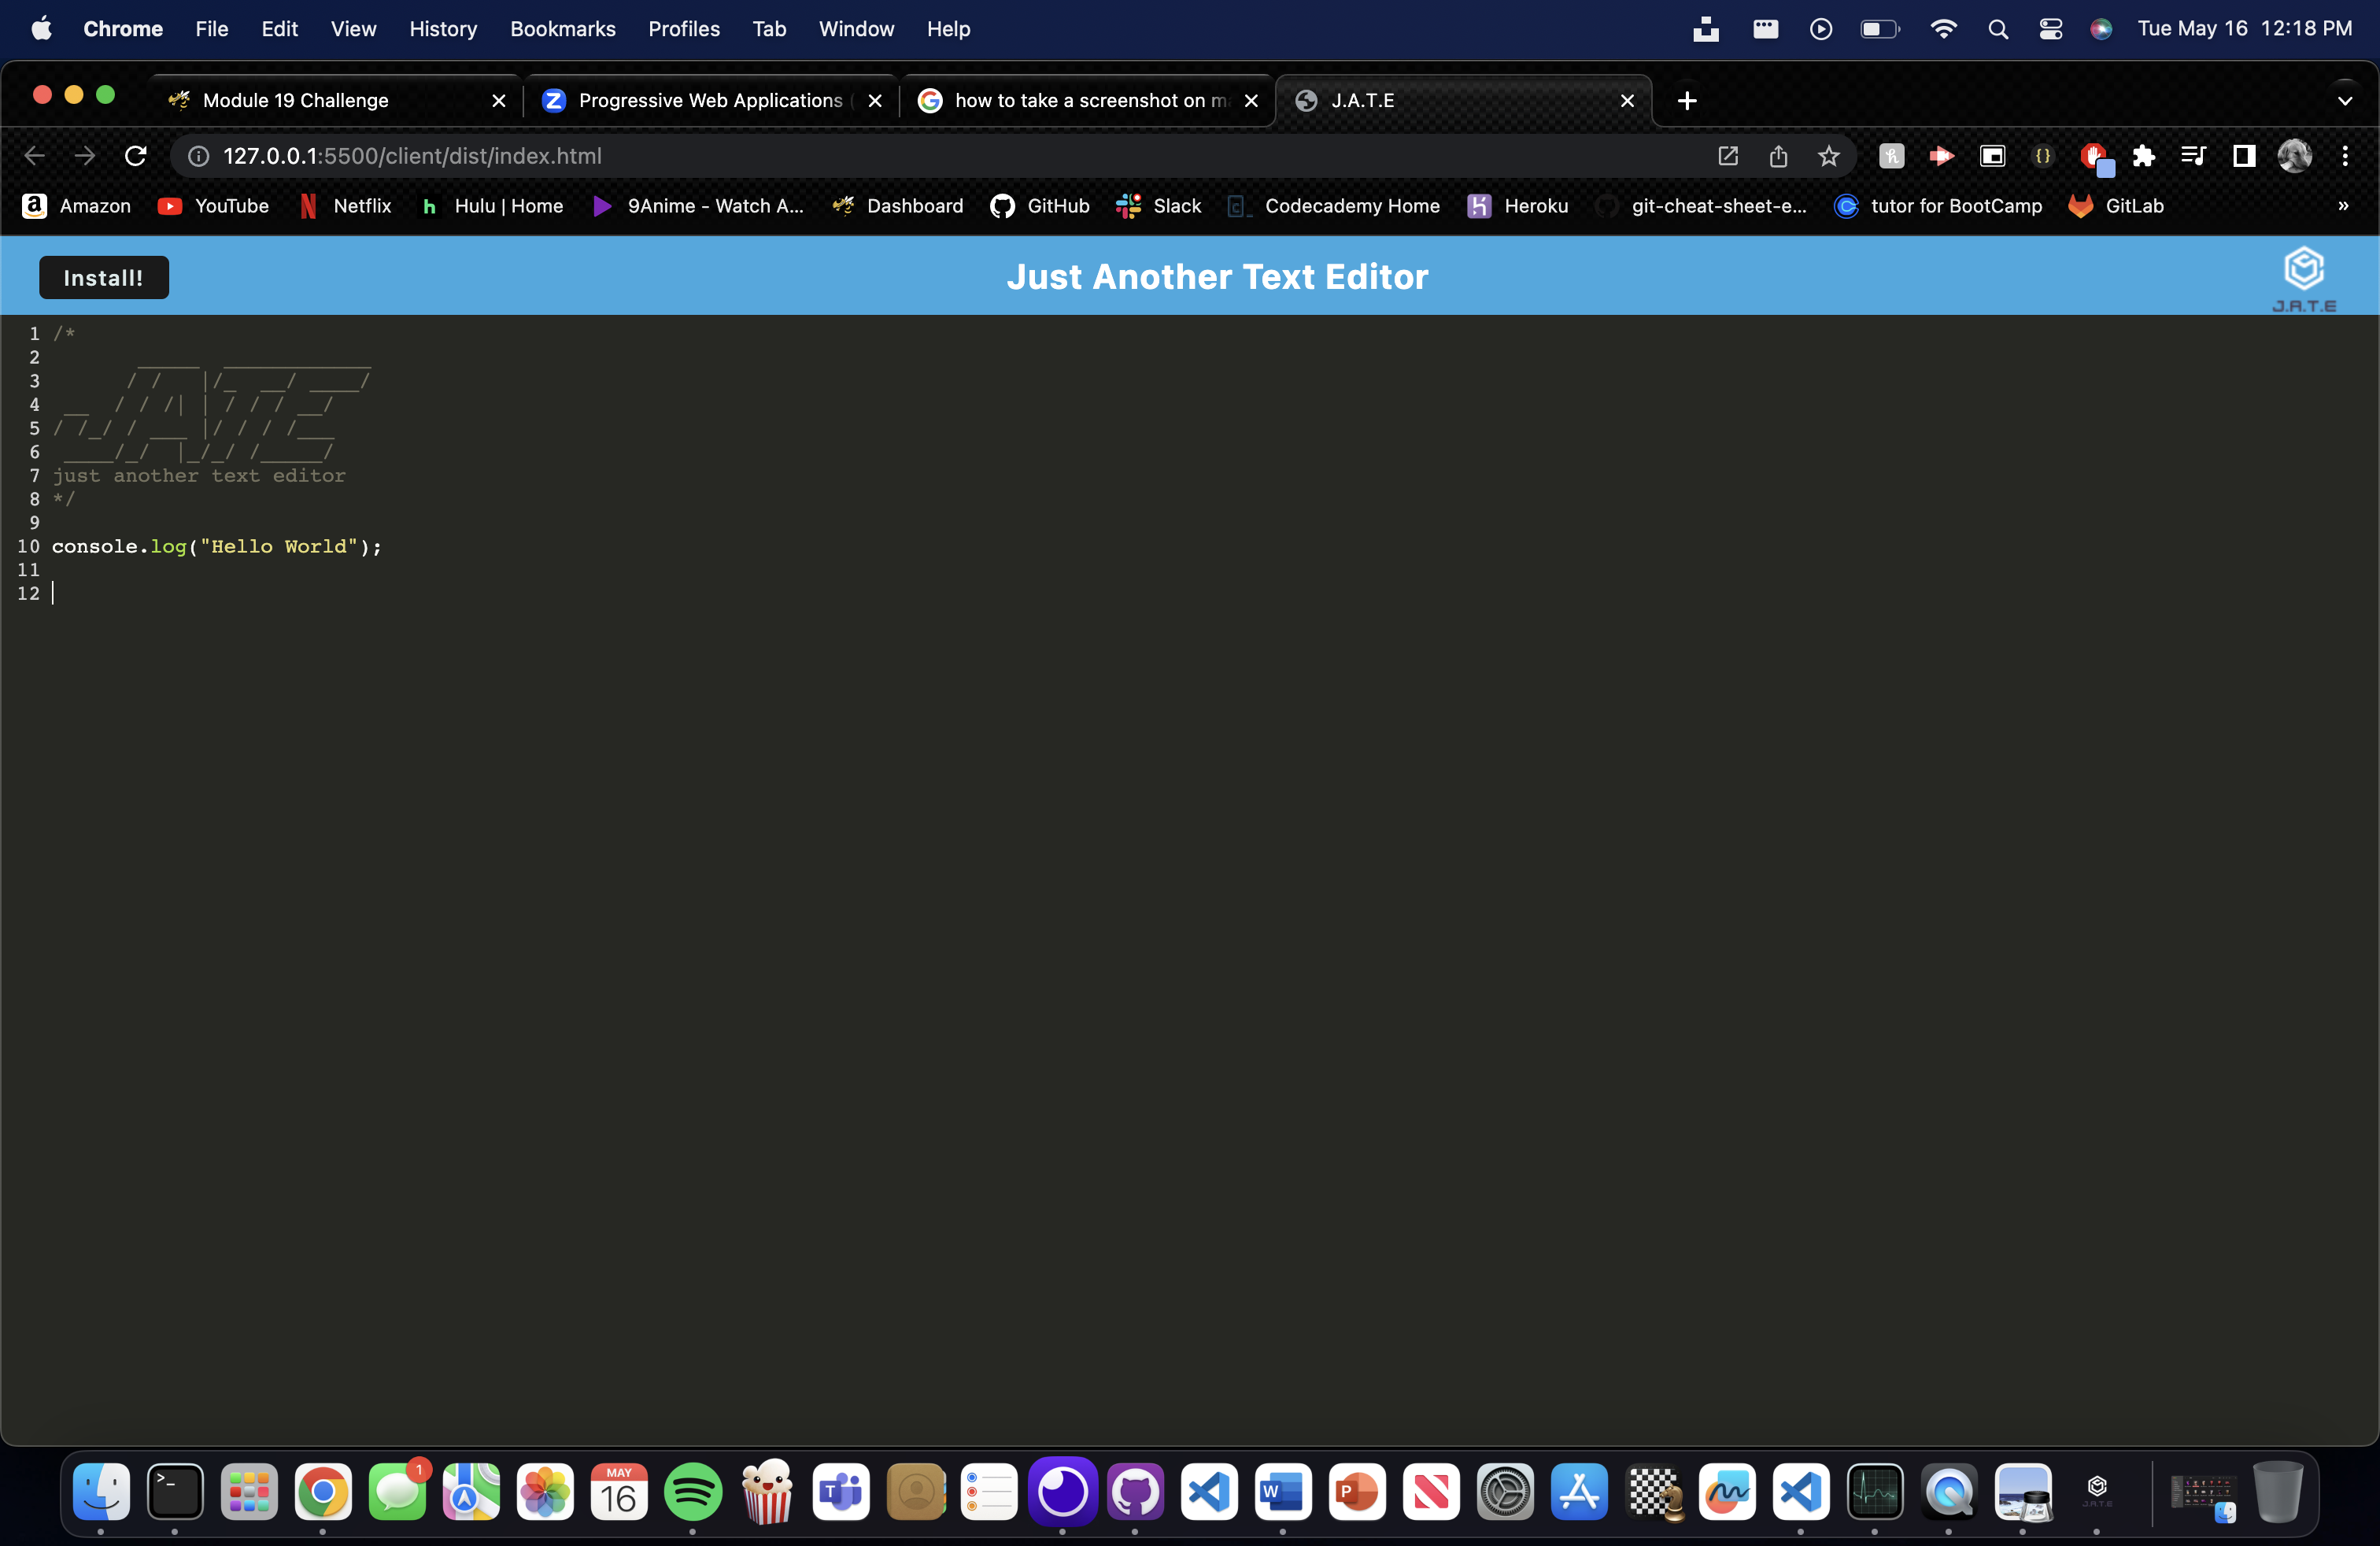 Chrome File Edit View History Bookmarks Profiles Tab Window Help Tue May 16 12:18 PM
Module 19 Challenge Progressive Web Applications how to take a screenshot on J.A.T.E
127.0.0.1:5500/client/dist/index.html
Amazon YouTube Netflix Hulu | Home 9Anime - Watch A... Dashboard GitHub Slack Codecademy Home Heroku git-cheat-sheet-e... tutor for BootCamp GitLab »
Install! Just Another Text Editor J.A.T.E
1 /*
2
3
4
5
6
7 just another text editor
8 */
9
10 console.log("Hello World");
11
12
1 MAY 16 T W P J.A.T.E